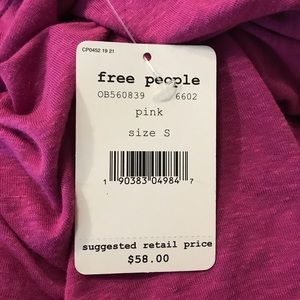 CP0452 19 21
free people
OB560839 6602
pink
size S
1 90383 04984 7
suggested retail price
$58.00